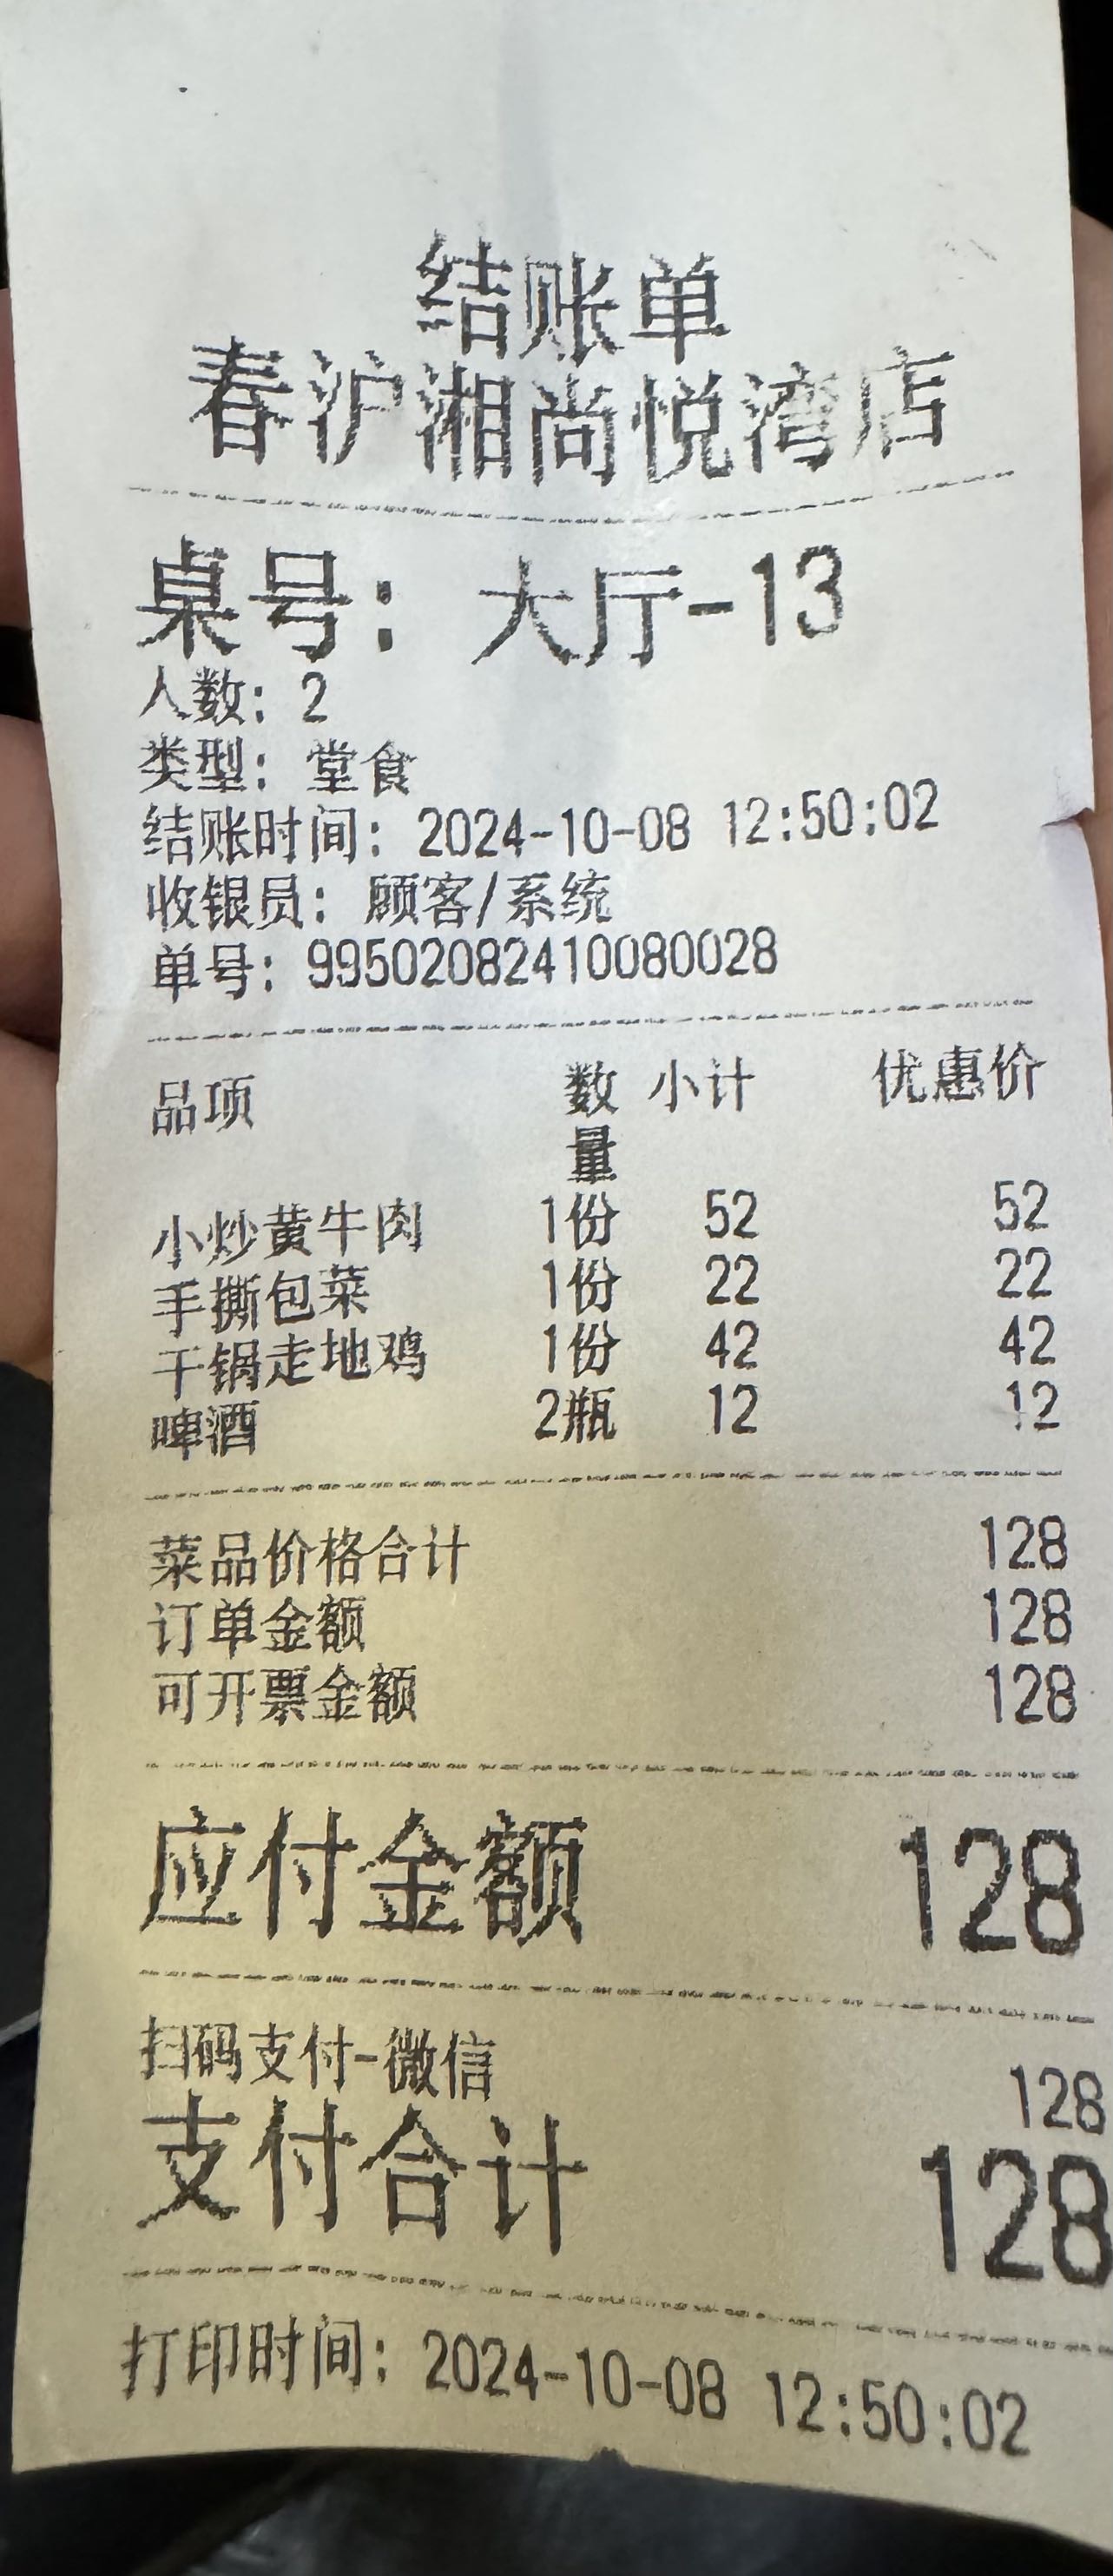 结账单
春沪湘尚悦湾店
桌号：大厅-13
人数：2
类型：堂食
结账时间：2024-10-08 12:50:02
收银员：顾客/系统
单号：99502082410080028
品项 数量 小计 优惠价
小炒黄牛肉 1份 52 52
手撕包菜 1份 22 22
干锅走地鸡 1份 42 42
啤酒 2瓶 12 12
菜品价格合计 128
订单金额 128
可开票金额 128
应付金额 128
扫码支付-微信 128
支付合计 128
打印时间：2024-10-08 12:50:02